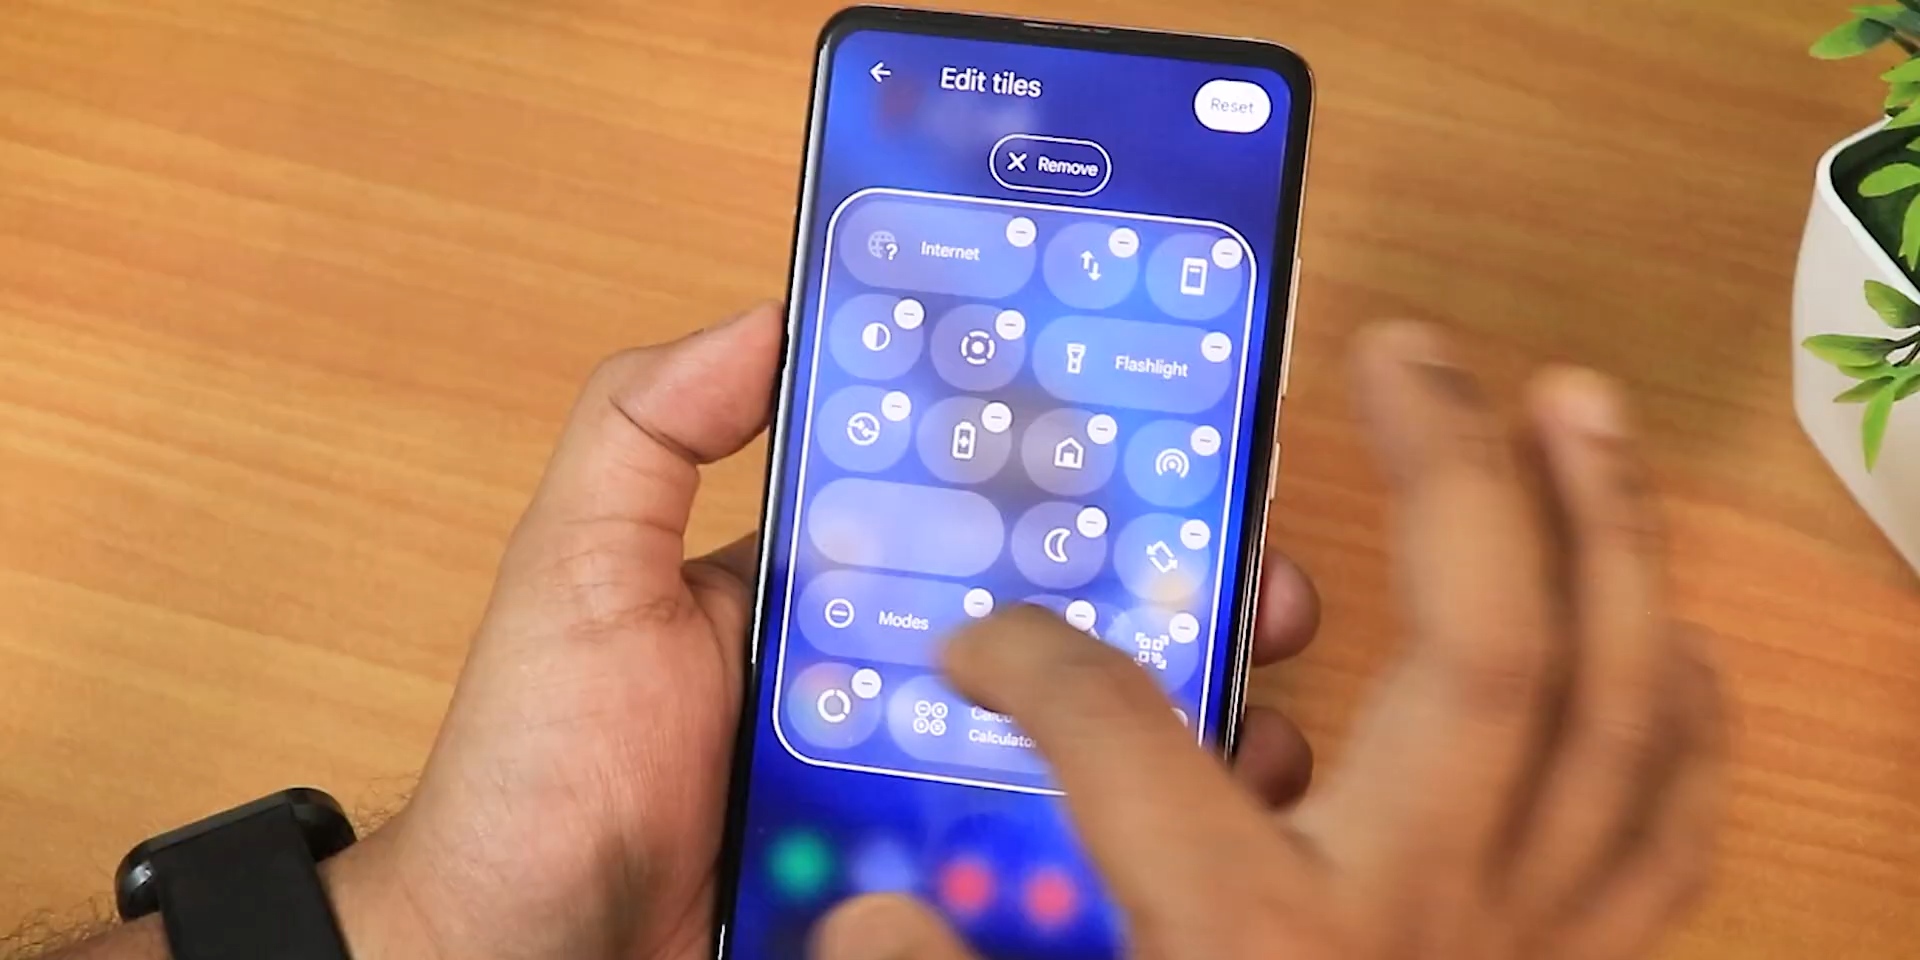 Edit tiles
Reset
Remove
Internet
Flashlight
Modes
Calculator